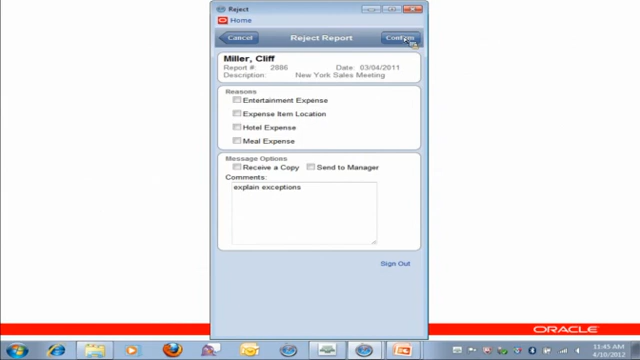 Reject
Home
Cancel
Reject Report
Confirm
Miller, Cliff
Report #: 2886 Date: 03/04/2011
Description: New York Sales Meeting
Reasons
Entertainment Expense
Expense Item Location
Hotel Expense
Meal Expense
Message Options
Receive a Copy Send to Manager
Comments:
explain exceptions
Sign Out
ORACLE
11:45 AM
4/10/2012